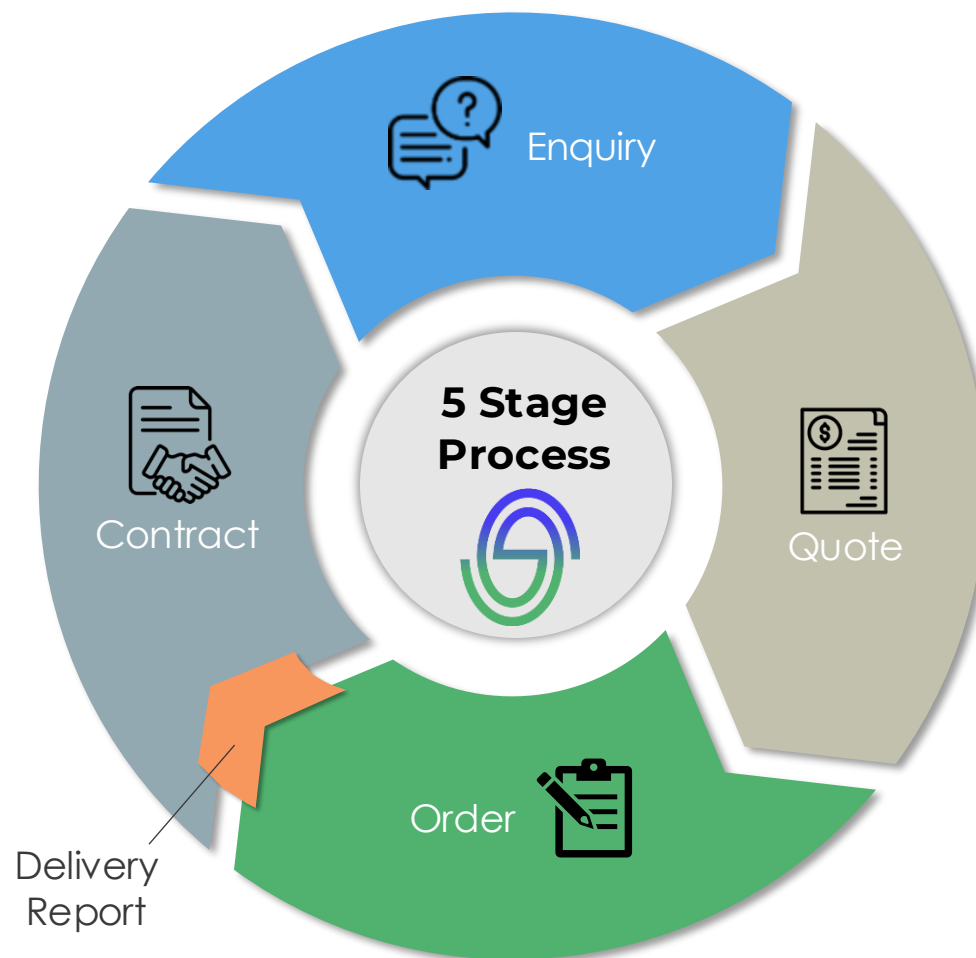 Enquiry
5 Stage
Process
Contract
Quote
Order
Delivery
Report